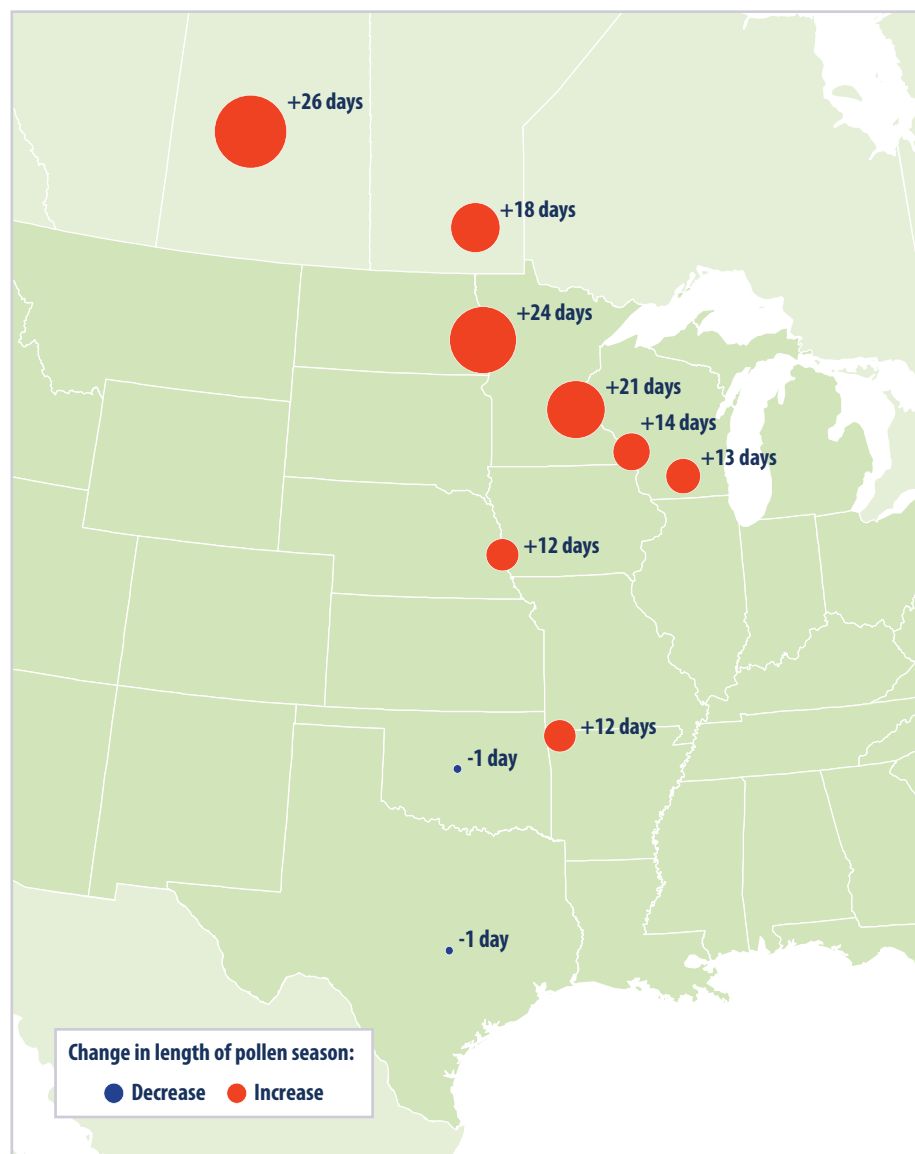 +26 days
+18 days
+24 days
+21 days
+14 days
+13 days
+12 days
+12 days
-1 day
-1 day
Change in length of pollen season:
Decrease Increase